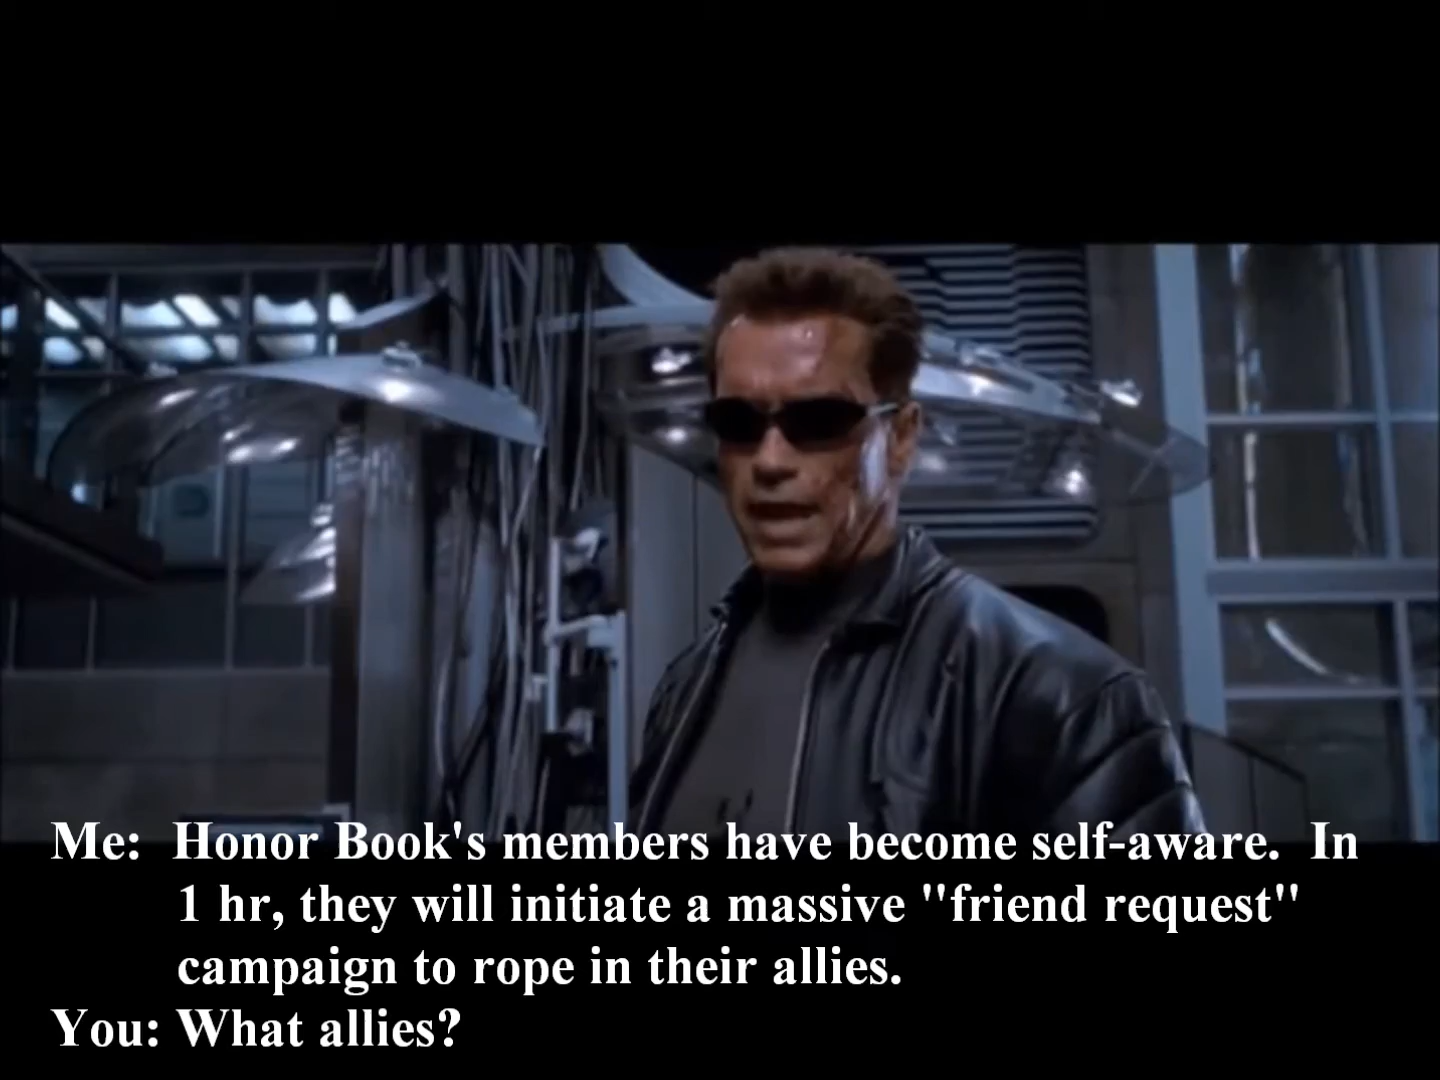 Me: Honor Book's members have become self-aware. In
1 hr, they will initiate a massive "friend request"
campaign to rope in their allies.
You: What allies?